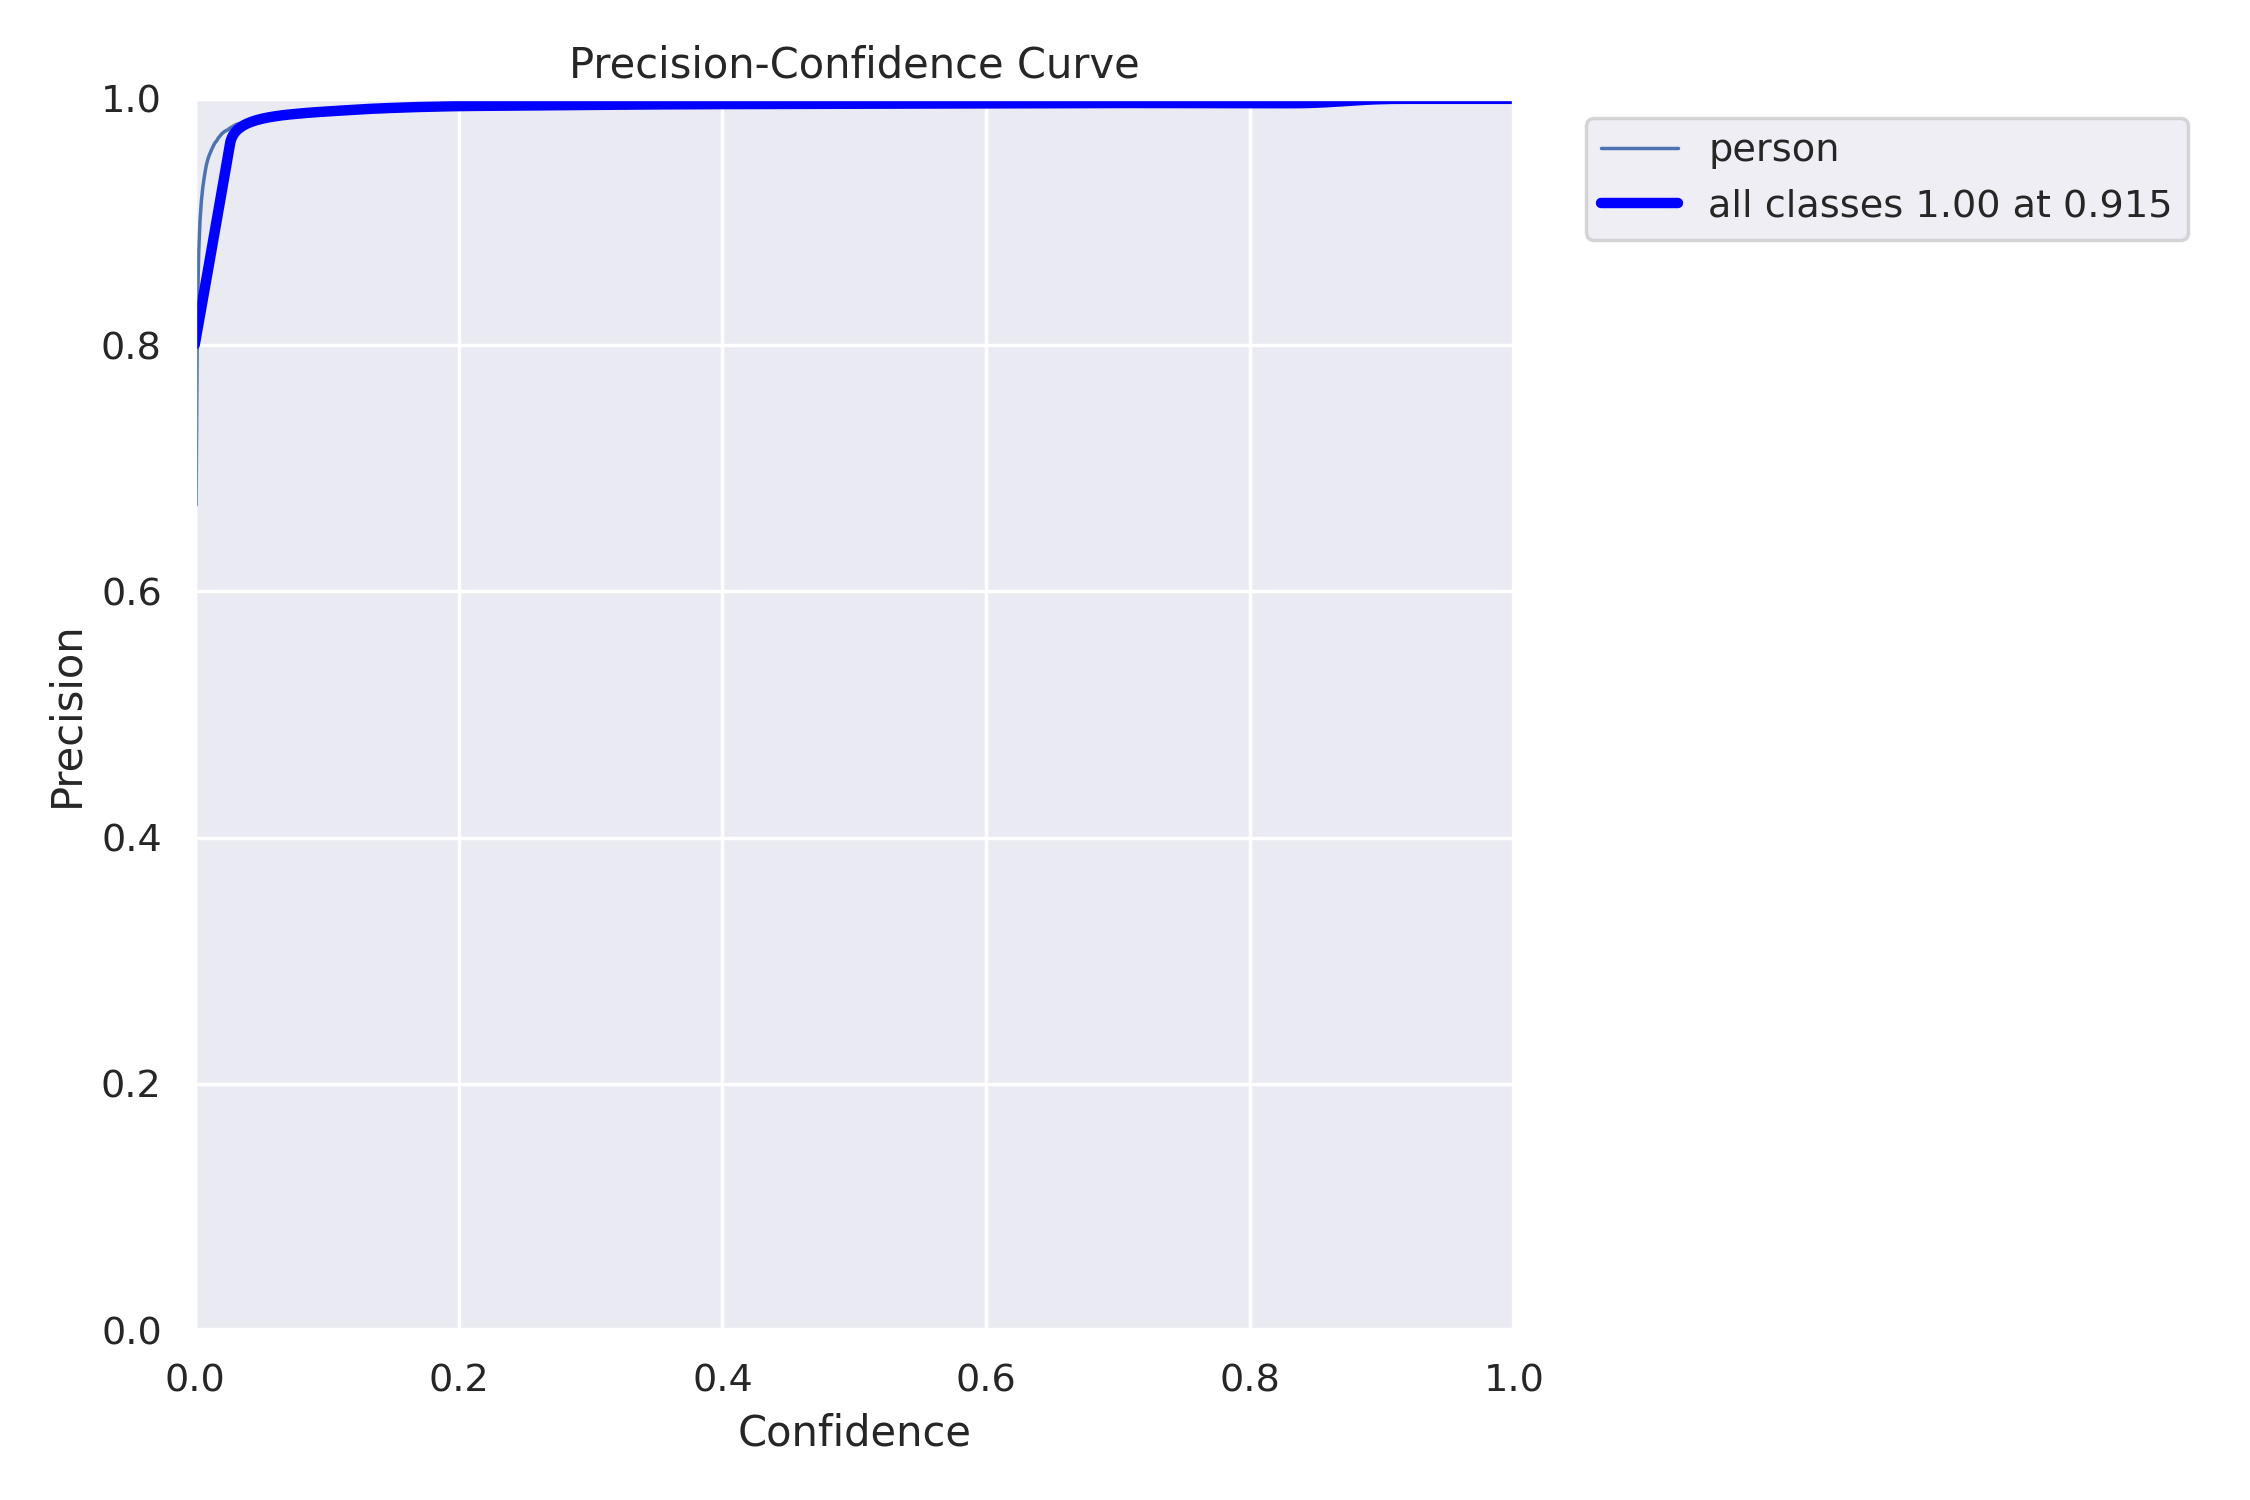 Precision-Confidence Curve
1.0
0.8
0.6
0.4
0.2
0.0
Precision
0.0 0.2 0.4 0.6 0.8 1.0
Confidence
person
all classes 1.00 at 0.915